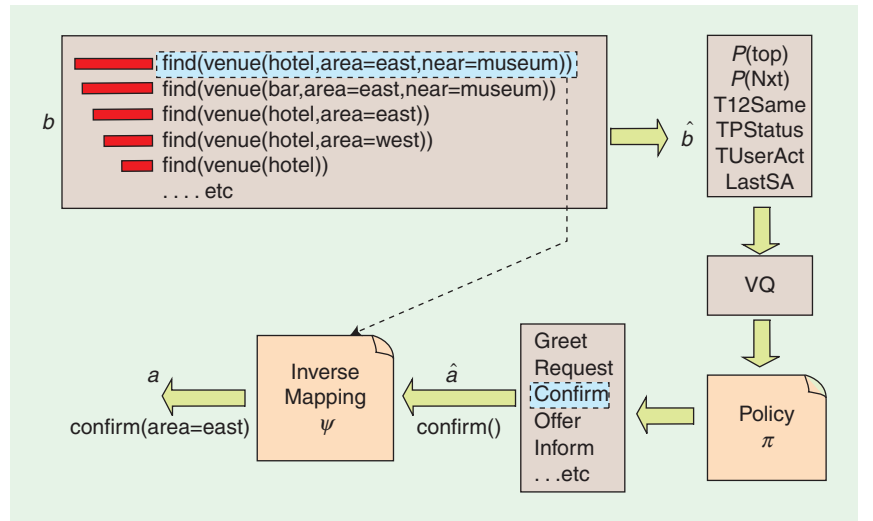 b
find(venue(hotel,area=east,near=museum))
find(venue(bar,area=east,near=museum))
find(venue(hotel,area=east))
find(venue(hotel,area=west))
find(venue(hotel))
. . . . etc
b̂
P(top)
P(Nxt)
T12Same
TPStatus
TUserAct
LastSA
VQ
Policy
π
Greet
Request
Confirm
Offer
Inform
. . .etc
â
confirm()
Inverse
Mapping
ψ
a
confirm(area=east)